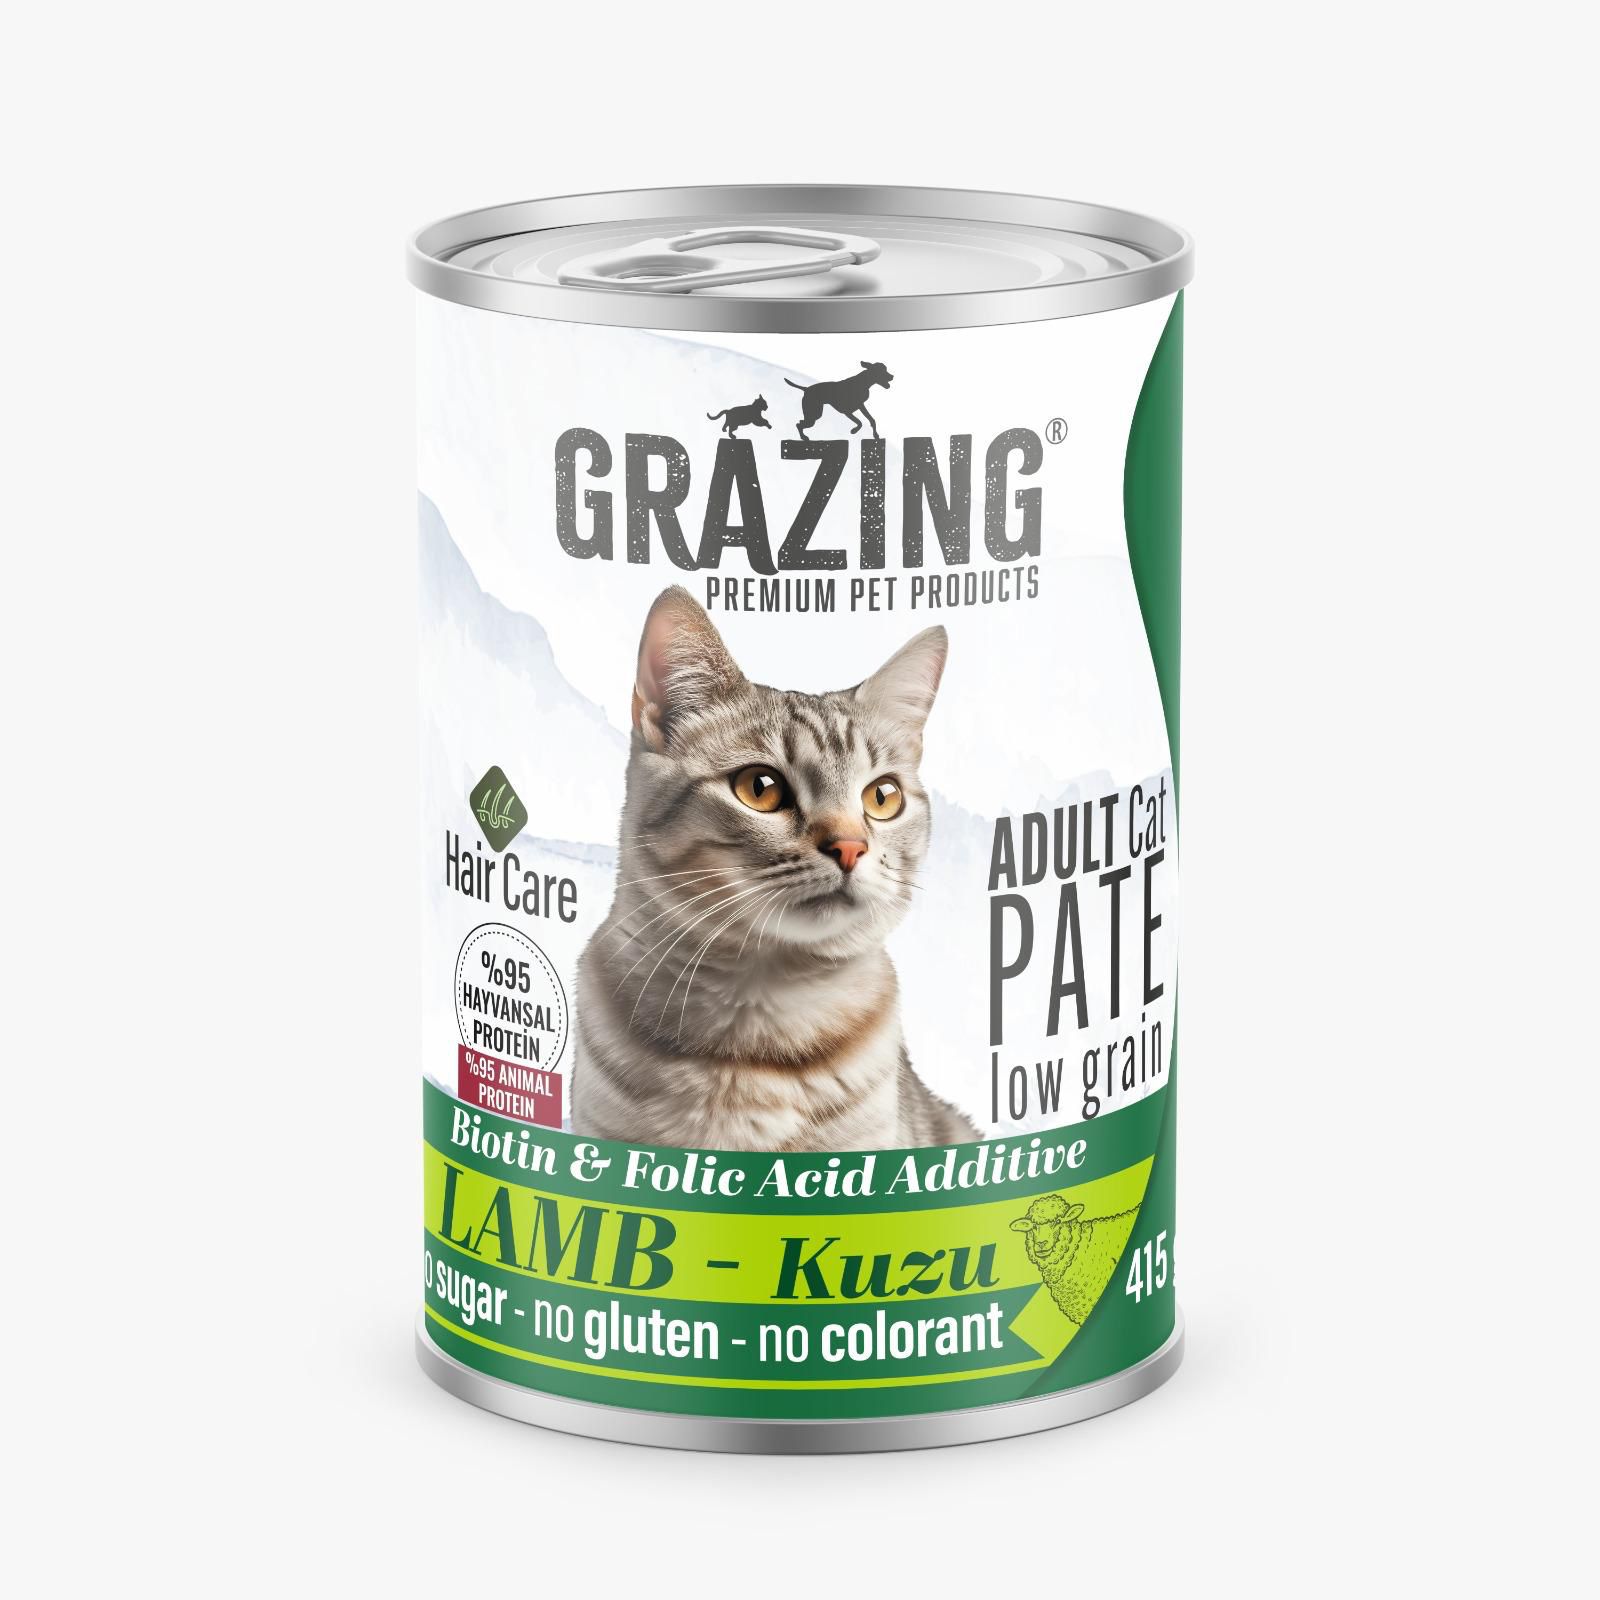 GRAZING®
PREMIUM PET PRODUCTS
ADULT Cat
PATE
low grain
Hair Care
%95
HAYVANSAL
PROTEİN
%95 ANIMAL
PROTEIN
Biotin & Folic Acid Additive
LAMB - Kuzu
sugar - no gluten - no colorant
415